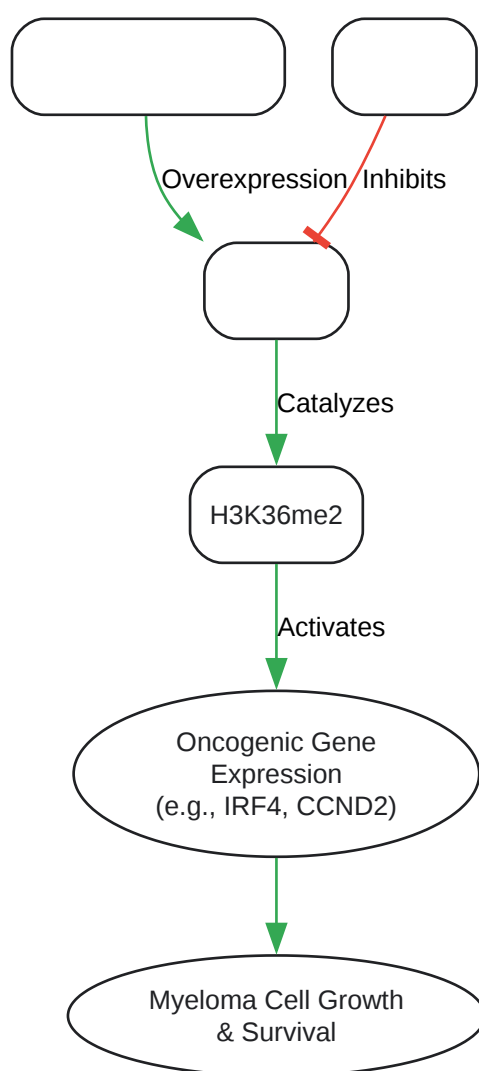 Overexpression
Inhibits
Catalyzes
H3K36me2
Activates
Oncogenic Gene
Expression
(e.g., IRF4, CCND2)
Myeloma Cell Growth
& Survival